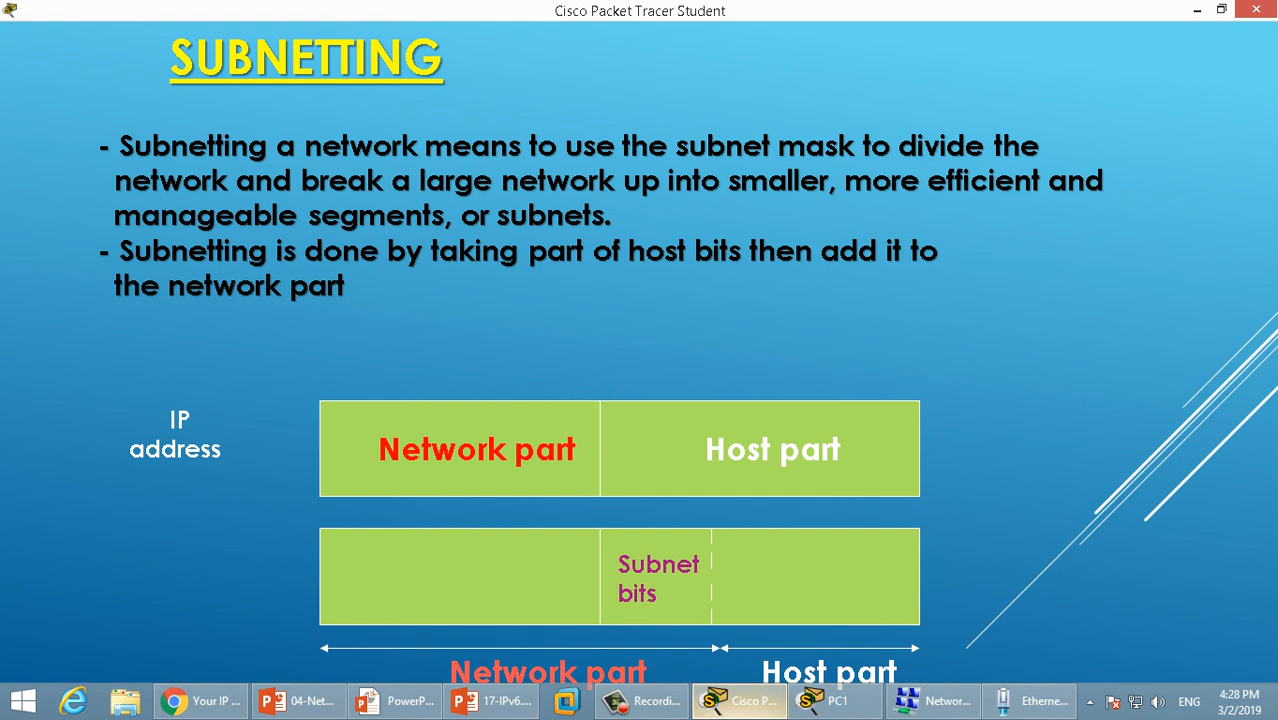 Cisco Packet Tracer Student
SUBNETTING
- Subnetting a network means to use the subnet mask to divide the
network and break a large network up into smaller, more efficient and
manageable segments, or subnets.
- Subnetting is done by taking part of host bits then add it to
the network part
IP
address
Network part
Host part
Subnet
bits
Network part
Host part
Your IP ...
04-Net...
PowerP...
17-IPv6....
Recordi...
Cisco P...
PC1
Networ...
Etherne...
ENG
4:28 PM
3/2/2019